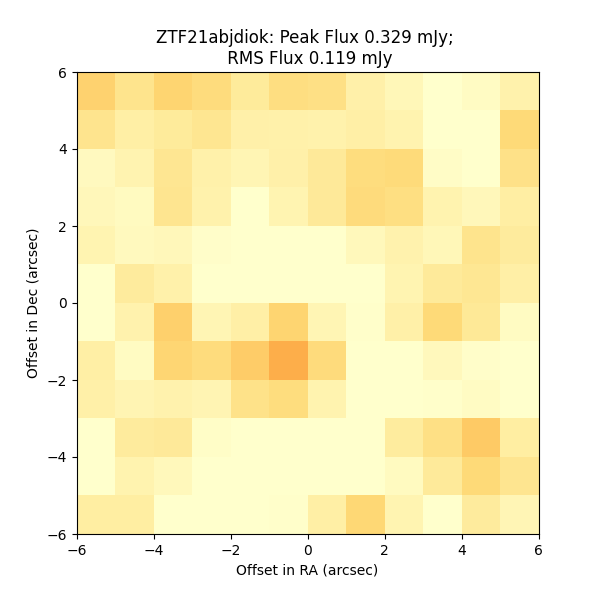 ZTF21abjdiok: Peak Flux 0.329 mJy;
RMS Flux 0.119 mJy
6
4
2
0
−2
−4
−6
Offset in Dec (arcsec)
−6 −4 −2 0 2 4 6
Offset in RA (arcsec)